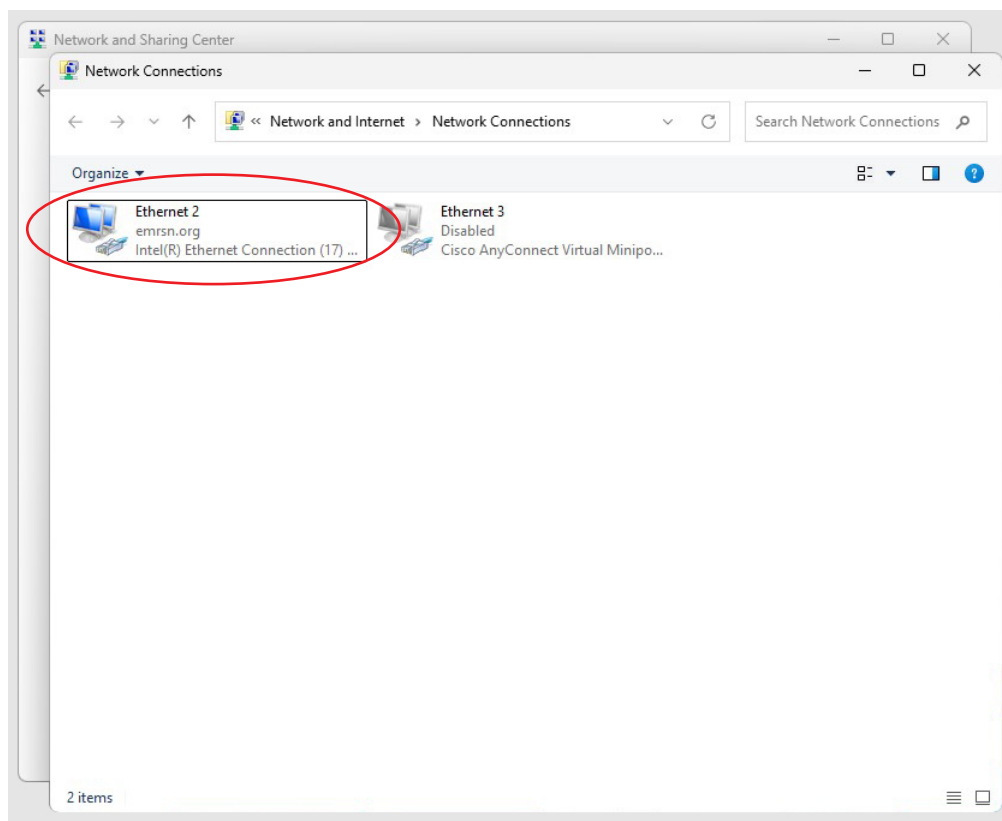 Network and Sharing Center
Network Connections
« Network and Internet › Network Connections
Search Network Connections
Organize
Ethernet 2
emrsn.org
Intel(R) Ethernet Connection (17) ...
Ethernet 3
Disabled
Cisco AnyConnect Virtual Minipo...
2 items